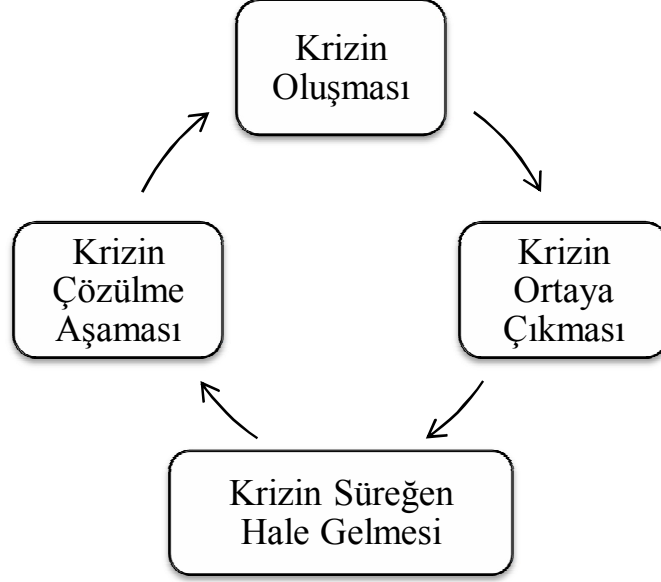 Krizin
Oluşması
Krizin
Ortaya
Çıkması
Krizin Süreğen
Hale Gelmesi
Krizin
Çözülme
Aşaması